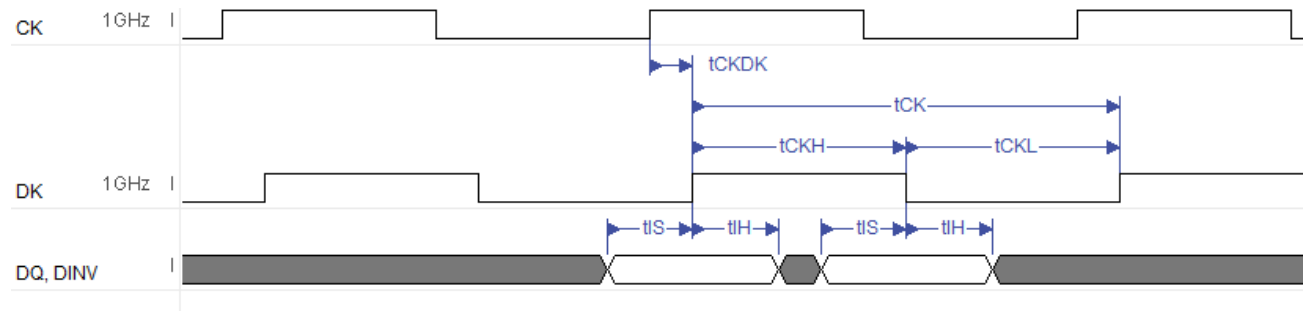 CK 1GHz I
tCKDK
tCK
tCKH tCKL
DK 1GHz I
tIS tIH tIS tIH
DQ, DINV I